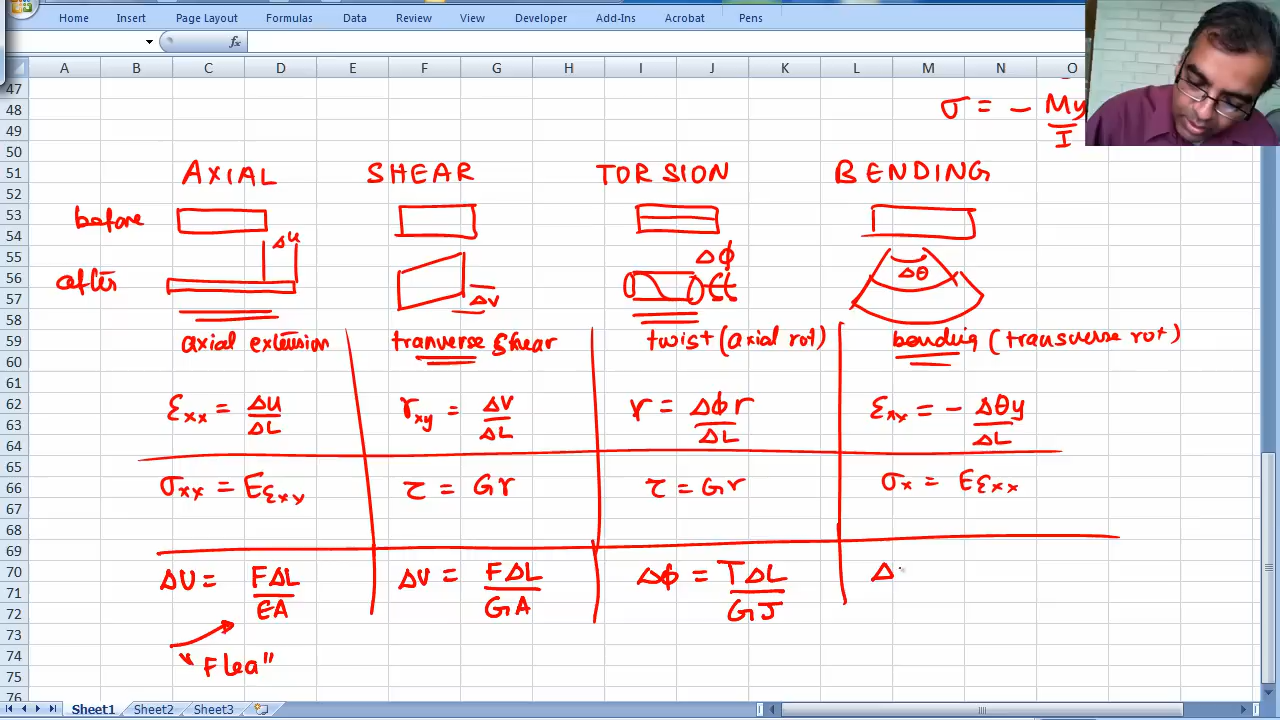 Home Insert Page Layout Formulas Data Review View Developer Add-Ins Acrobat Pens
fx
A B C D E F G H I J K L M N O
47
48
49
50
51
52
53
54
55
56
57
58
59
60
61
62
63
64
65
66
67
68
69
70
71
72
73
74
75
76
σ = - My/I
AXIAL SHEAR TORSION BENDING
before
ΔU
after
Δv
Δϕ
Δθ
axial extension
tranverse shear
twist (axial rot)
bending (transverse rot)
εxx = ΔU/ΔL
γxy = ΔV/ΔL
γ = Δϕr/ΔL
εxx = - Δθy/ΔL
σxx = Eεxx
τ = Gγ
τ = Gγ
σx = Eεxx
ΔU = FΔL/EA
ΔV = FΔL/GA
Δϕ = TΔL/GJ
Δ
"Flea"
Sheet1 Sheet2 Sheet3